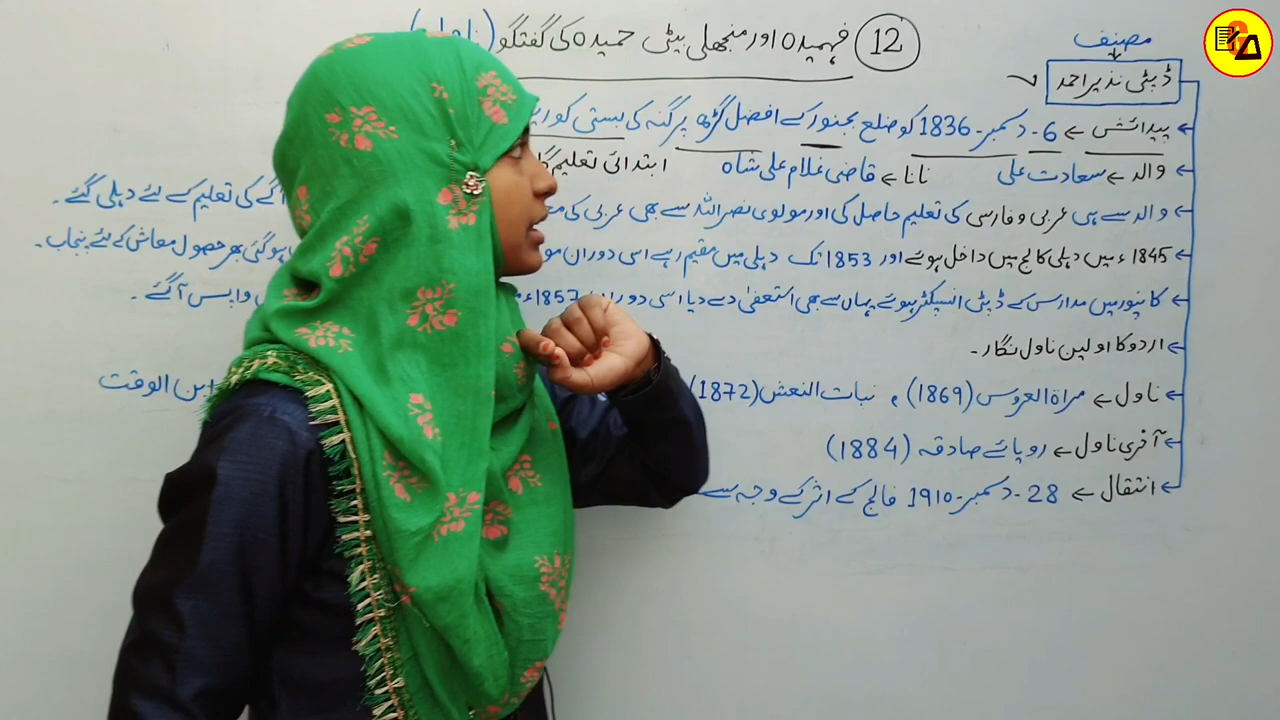 12 فہمیدہ اور منجھلی بیٹی حمیدہ کی گفتگو
مصنف
ڈپٹی نذیر احمد
پیدائش ← 6 - دسمبر - 1836 کو ضلع بجنور کے افضل گڑھ پرگنہ کی بستی
والد ← سعادت علی نانا ← قاضی غلام علی شاہ ابتدائی تعلیم
والد سے ہی عربی و فارسی کی تعلیم حاصل کی اور مولوی نصر اللہ سے بھی عربی کی آگے کی تعلیم کے لئے دہلی گئے ۔
1845ء میں دہلی کالج میں داخل ہوئے اور 1853 تک دہلی میں مقیم رہے اسی دوران ہوگئی پھر حصول معاش کے لئے پنجاب ۔
کانپور میں مدارس کے ڈپٹی انسپکٹر ہوئے یہاں سے بھی استعفیٰ دے دیا اسی دوران 1857ء واپس آگئے ۔
اردو کا اولین ناول نگار ۔
ناول ← مراۃ العروس (1869) ، نبات النعش (1872) ابن الوقت
آخری ناول ← رویائے صادقہ (1884)
انتقال ← 28 - دسمبر - 1910 فالج کے اثر کے وجہ سے